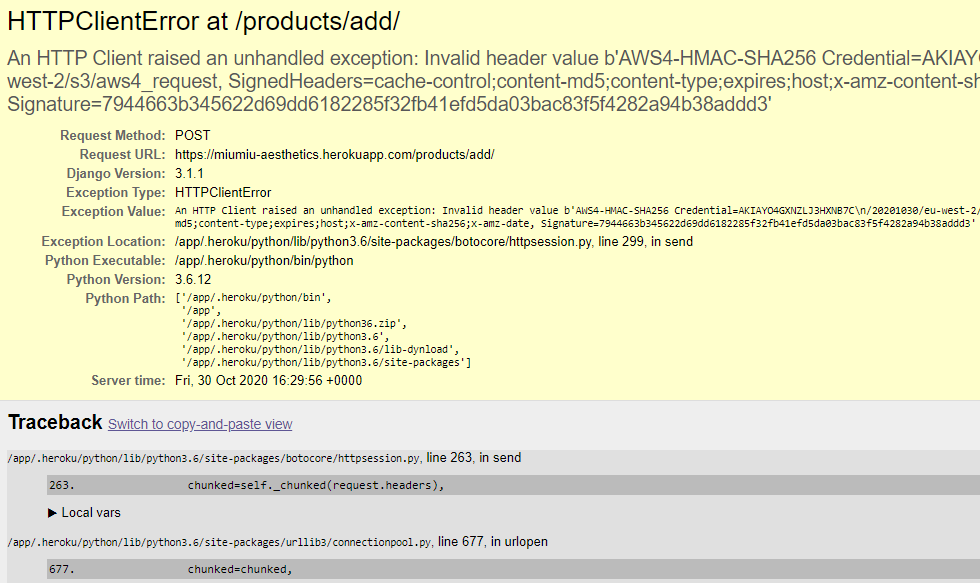 HTTPClientError at /products/add/
An HTTP Client raised an unhandled exception: Invalid header value b'AWS4-HMAC-SHA256 Credential=AKIAYO
west-2/s3/aws4_request, SignedHeaders=cache-control;content-md5;content-type;expires;host;x-amz-content-sh
Signature=7944663b345622d69dd6182285f32fb41efd5da03bac83f5f4282a94b38addd3'
Request Method: POST
Request URL: https://miumiu-aesthetics.herokuapp.com/products/add/
Django Version: 3.1.1
Exception Type: HTTPClientError
Exception Value: An HTTP Client raised an unhandled exception: Invalid header value b'AWS4-HMAC-SHA256 Credential=AKIAYO4GXNZLJ3HXNB7C\n/20201030/eu-west-2/
md5;content-type;expires;host;x-amz-content-sha256;x-amz-date, Signature=7944663b345622d69dd6182285f32fb41efd5da03bac83f5f4282a94b38addd3'
Exception Location: /app/.heroku/python/lib/python3.6/site-packages/botocore/httpsession.py, line 299, in send
Python Executable: /app/.heroku/python/bin/python
Python Version: 3.6.12
Python Path: ['/app/.heroku/python/bin',
'/app',
'/app/.heroku/python/lib/python36.zip',
'/app/.heroku/python/lib/python3.6',
'/app/.heroku/python/lib/python3.6/lib-dynload',
'/app/.heroku/python/lib/python3.6/site-packages']
Server time: Fri, 30 Oct 2020 16:29:56 +0000
Traceback Switch to copy-and-paste view
/app/.heroku/python/lib/python3.6/site-packages/botocore/httpsession.py, line 263, in send
263. chunked=self._chunked(request.headers),
▶ Local vars
/app/.heroku/python/lib/python3.6/site-packages/urllib3/connectionpool.py, line 677, in urlopen
677. chunked=chunked,